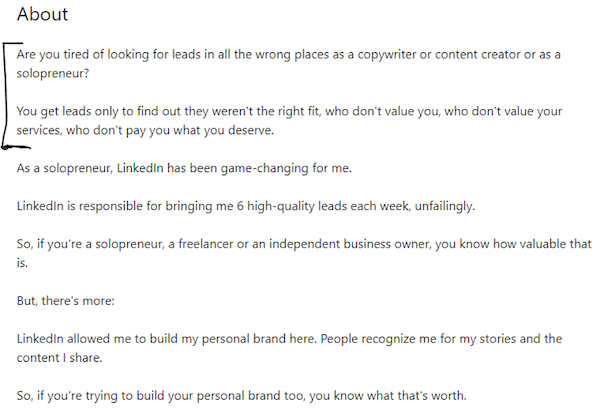 About
Are you tired of looking for leads in all the wrong places as a copywriter or content creator or as a
solopreneur?
You get leads only to find out they weren't the right fit, who don't value you, who don't value your
services, who don't pay you what you deserve.
As a solopreneur, LinkedIn has been game-changing for me.
LinkedIn is responsible for bringing me 6 high-quality leads each week, unfailingly.
So, if you're a solopreneur, a freelancer or an independent business owner, you know how valuable that
is.
But, there's more:
LinkedIn allowed me to build my personal brand here. People recognize me for my stories and the
content I share.
So, if you're trying to build your personal brand too, you know what that's worth.